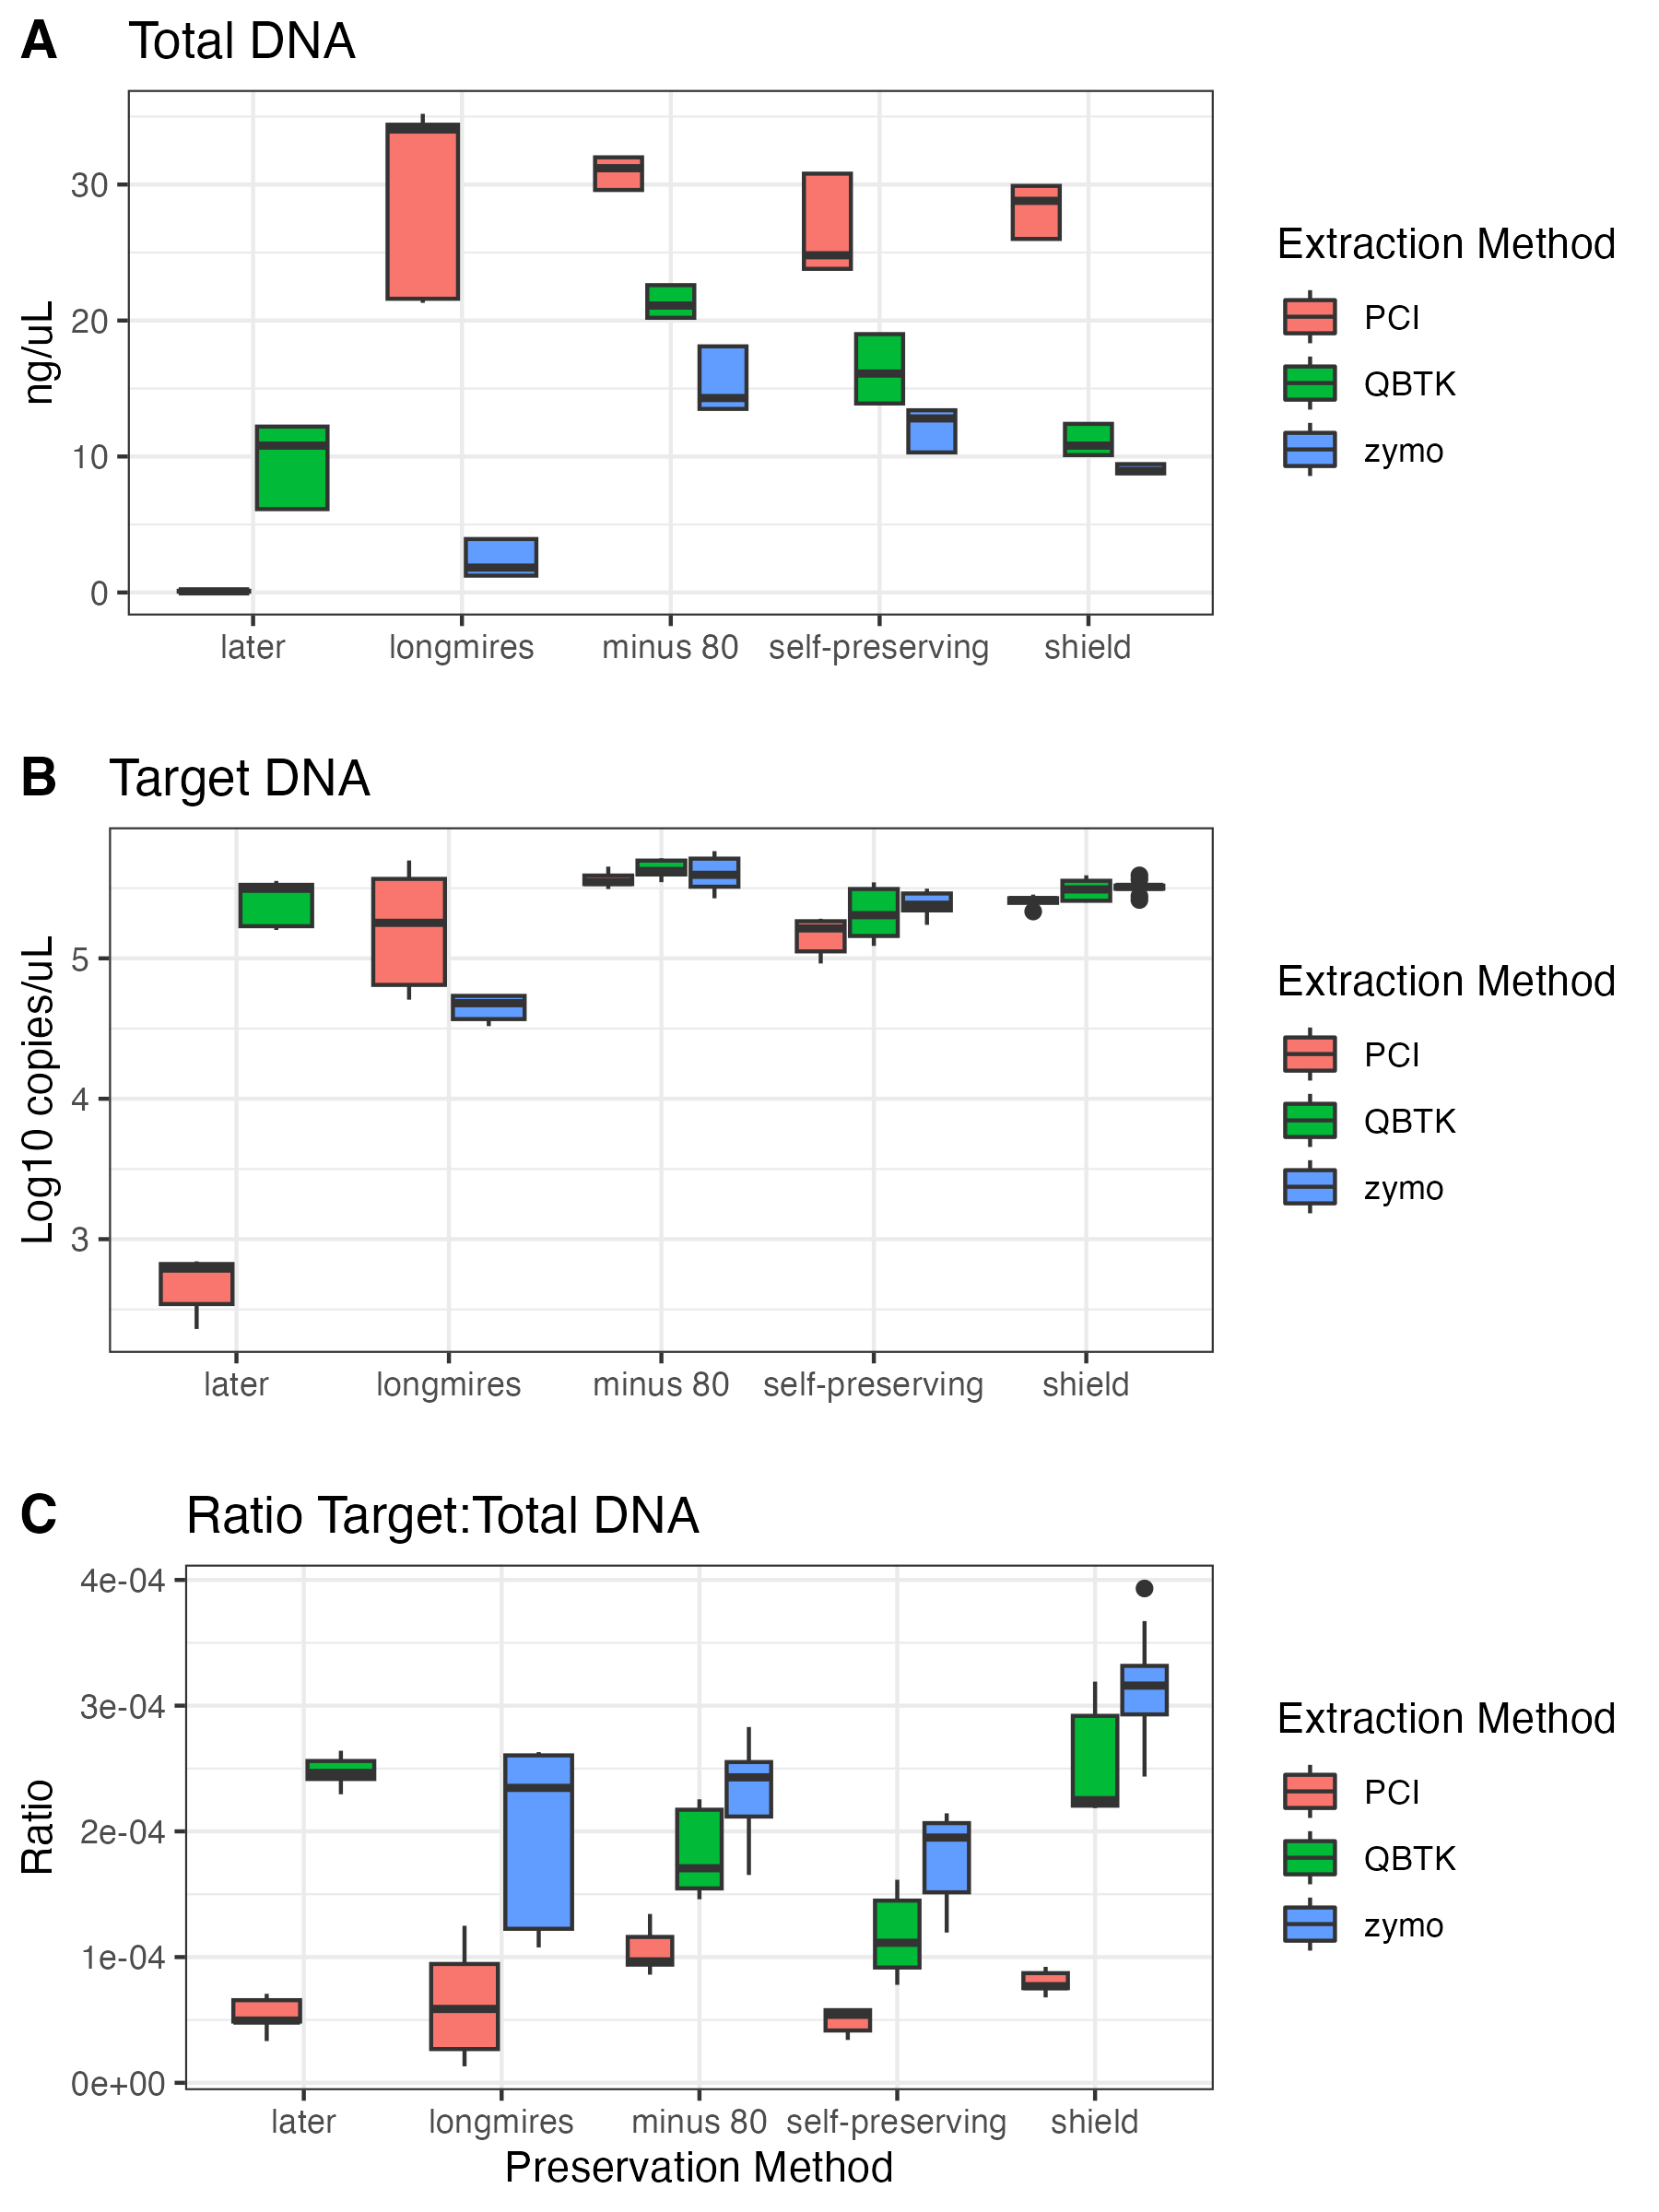 A Total DNA
ng/uL
30
20
10
0
later longmires minus 80 self-preserving shield
Extraction Method
PCI
QBTK
zymo
B Target DNA
Log10 copies/uL
5
4
3
later longmires minus 80 self-preserving shield
Extraction Method
PCI
QBTK
zymo
C Ratio Target:Total DNA
Ratio
4e-04
3e-04
2e-04
1e-04
0e+00
later longmires minus 80 self-preserving shield
Preservation Method
Extraction Method
PCI
QBTK
zymo